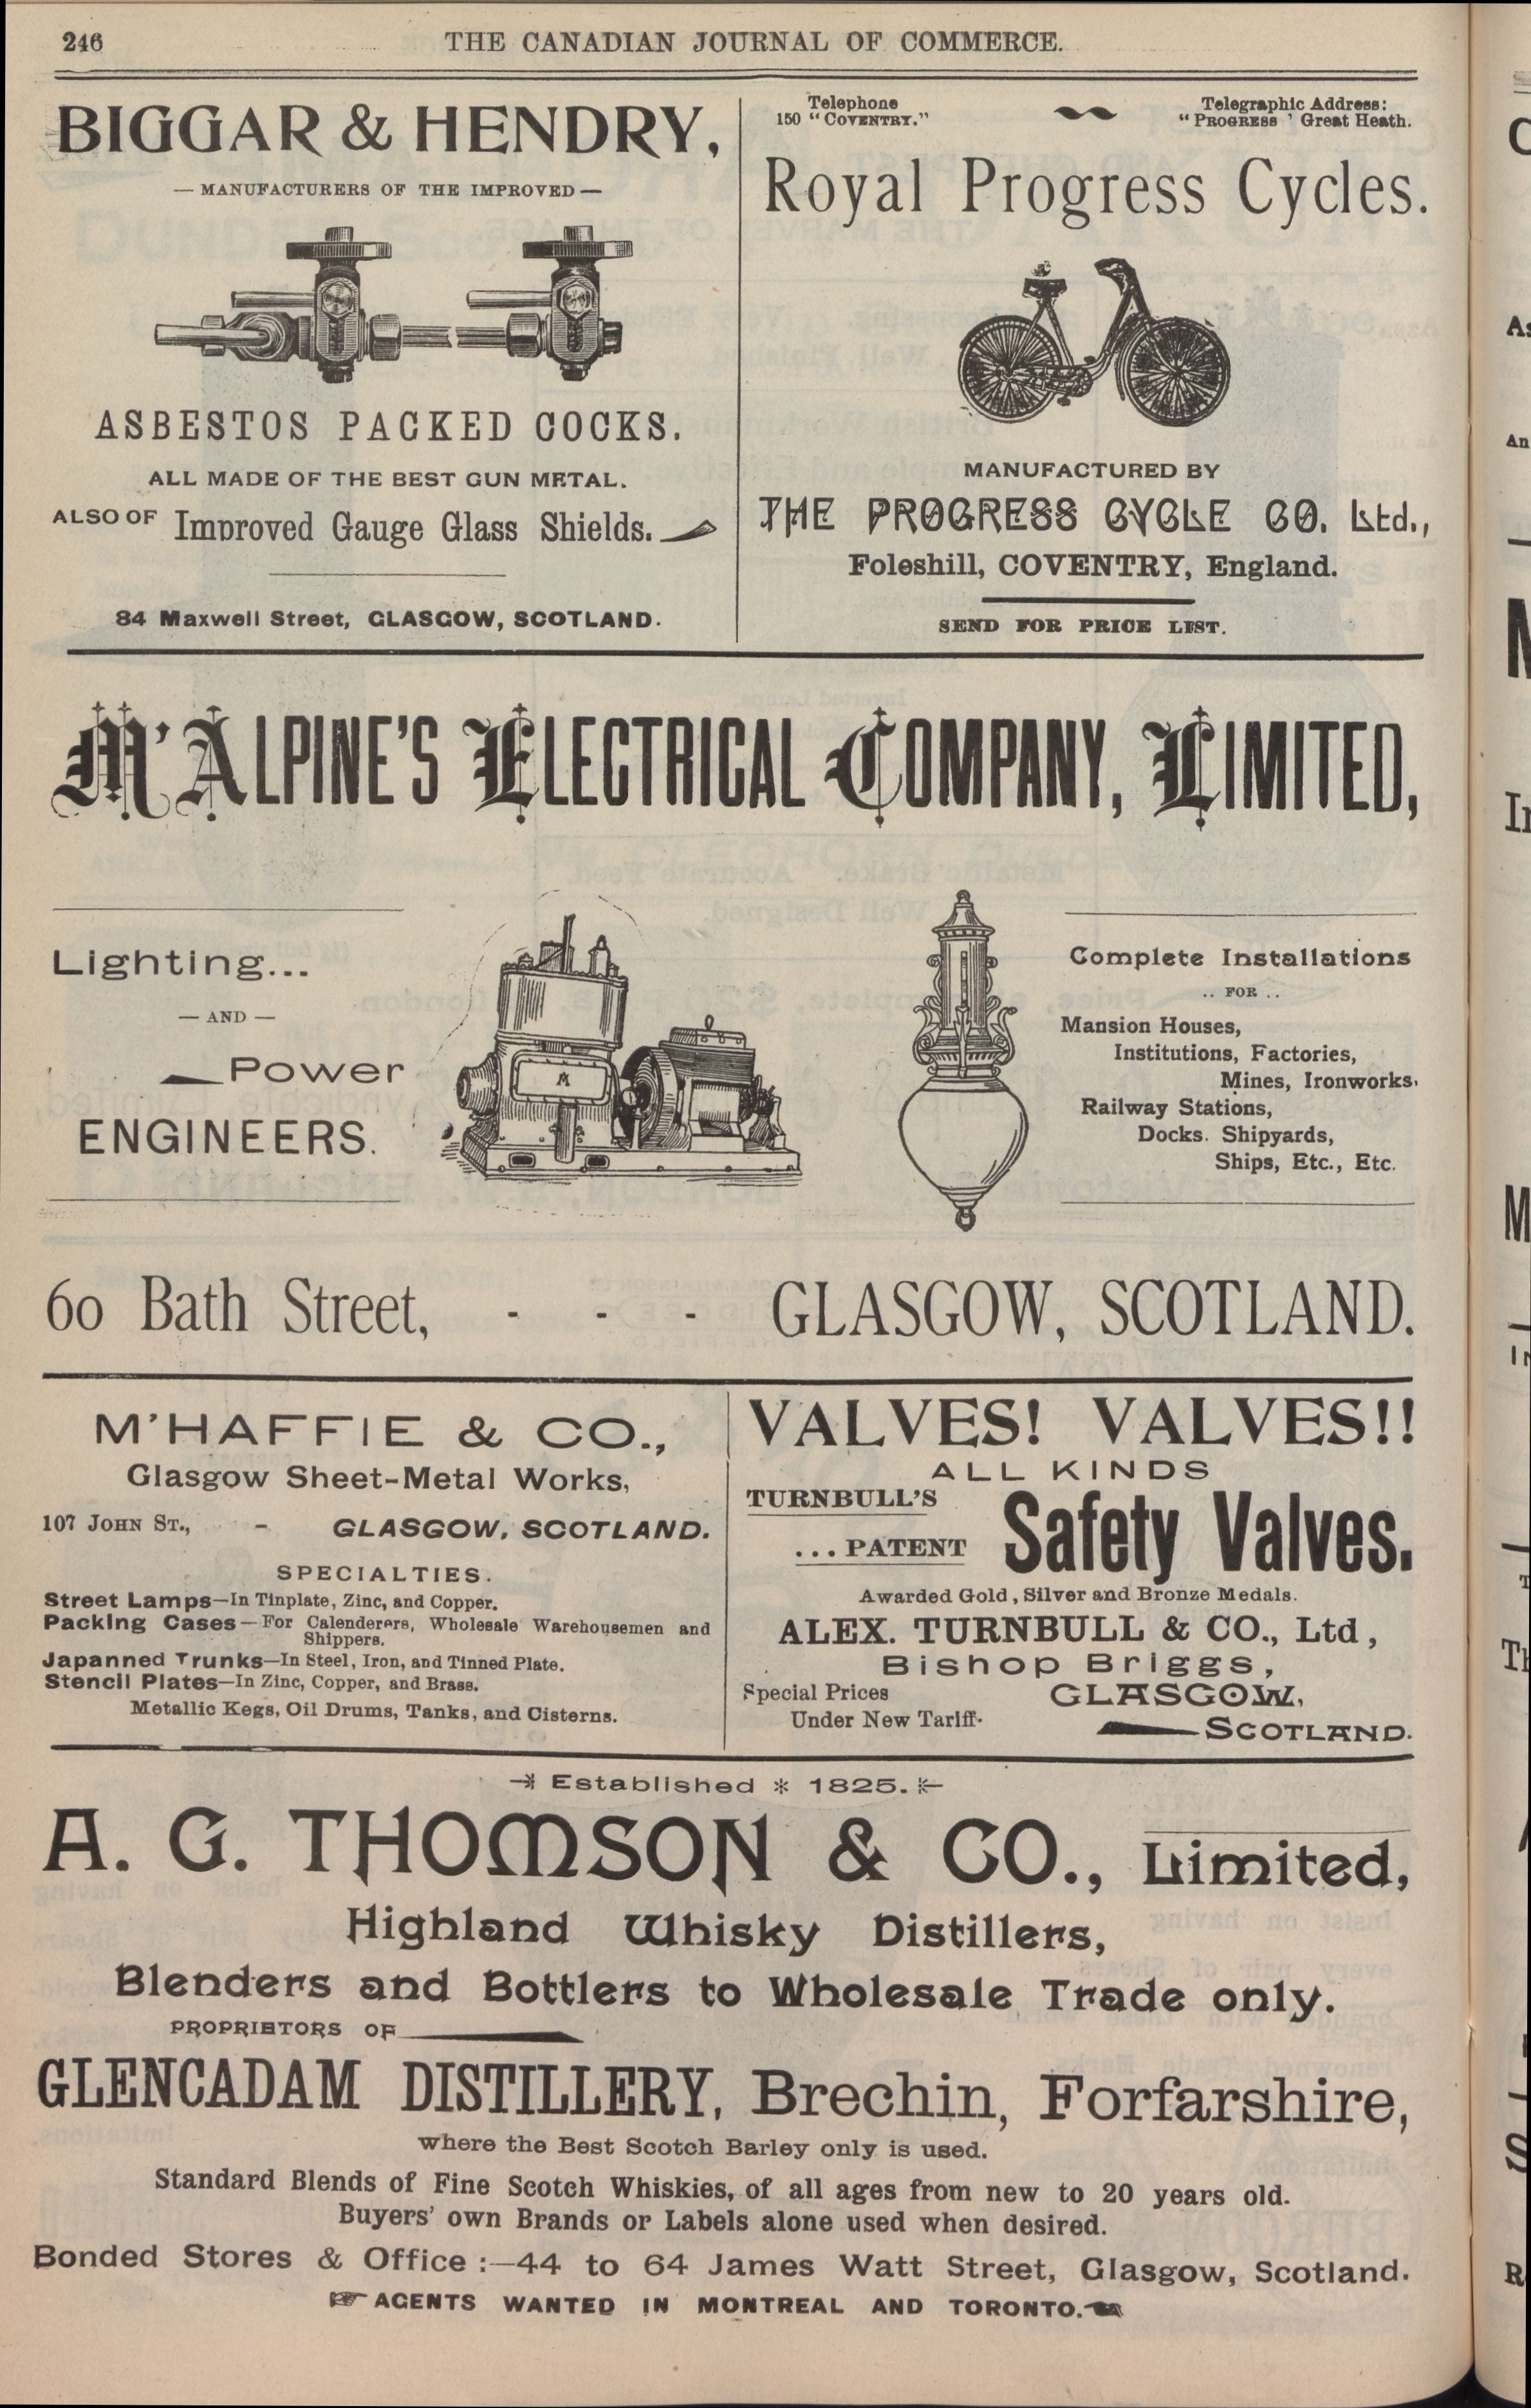 246
THE CANADIAN JOURNAL OF COMMERCE.
BIGGAR & HENDRY,
— MANUFACTURERS OF THE IMPROVED —
ASBESTOS PACKED COCKS.
ALL MADE OF THE BEST GUN METAL.
ALSO OF Improved Gauge Glass Shields.
84 Maxwell Street, GLASGOW, SCOTLAND.
Telephone
150 "COVENTRY."
Telegraphic Address:
"PROGRESS ' Great Heath.
Royal Progress Cycles.
MANUFACTURED BY
THE PROGRESS CYCLE CO. Ltd.,
Foleshill, COVENTRY, England.
SEND FOR PRICE LIST.
M'ALPINE'S ELECTRICAL COMPANY, LIMITED,
Lighting...
— AND —
Power
ENGINEERS.
A
Complete Installations
.. FOR ..
Mansion Houses,
Institutions, Factories,
Mines, Ironworks,
Railway Stations,
Docks. Shipyards,
Ships, Etc., Etc.
60 Bath Street, - - - GLASGOW, SCOTLAND.
M'HAFFIE & CO.,
Glasgow Sheet-Metal Works,
107 JOHN ST., - GLASGOW, SCOTLAND.
SPECIALTIES.
Street Lamps—In Tinplate, Zinc, and Copper.
Packing Cases—For Calenderers, Wholesale Warehousemen and
Shippers.
Japanned Trunks—In Steel, Iron, and Tinned Plate.
Stencil Plates—In Zinc, Copper, and Brass.
Metallic Kegs, Oil Drums, Tanks, and Cisterns.
VALVES! VALVES!!
ALL KINDS
TURNBULL'S
... PATENT
Safety Valves.
Awarded Gold, Silver and Bronze Medals.
ALEX. TURNBULL & CO., Ltd,
Bishop Briggs,
Special Prices
Under New Tariff.
GLASGOW,
SCOTLAND.
Established * 1825.
A. G. THOMSON & CO., Limited,
Highland Whisky Distillers,
Blenders and Bottlers to Wholesale Trade only.
PROPRIETORS OF
GLENCADAM DISTILLERY, Brechin, Forfarshire,
where the Best Scotch Barley only is used.
Standard Blends of Fine Scotch Whiskies, of all ages from new to 20 years old.
Buyers' own Brands or Labels alone used when desired.
Bonded Stores & Office:—44 to 64 James Watt Street, Glasgow, Scotland.
☞ AGENTS WANTED IN MONTREAL AND TORONTO. ☜